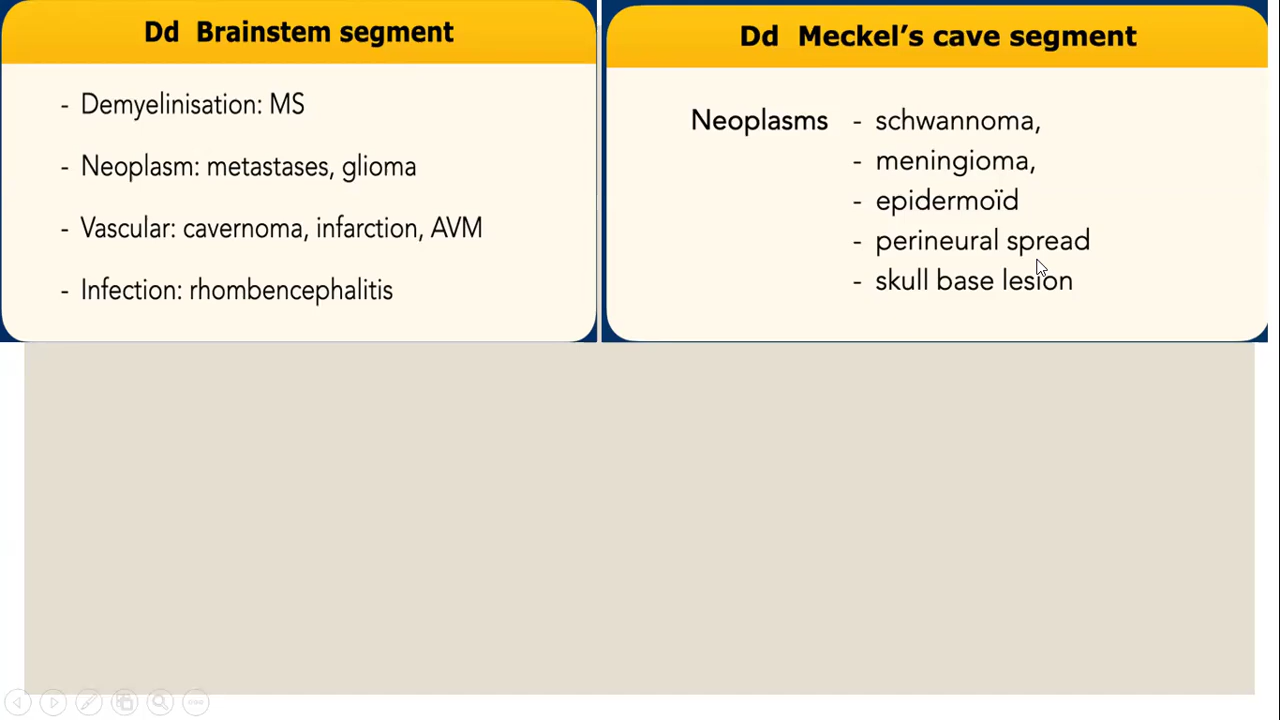 Dd Brainstem segment
- Demyelinisation: MS
- Neoplasm: metastases, glioma
- Vascular: cavernoma, infarction, AVM
- Infection: rhombencephalitis
Dd Meckel’s cave segment
Neoplasms - schwannoma,
- meningioma,
- epidermoïd
- perineural spread
- skull base lesion